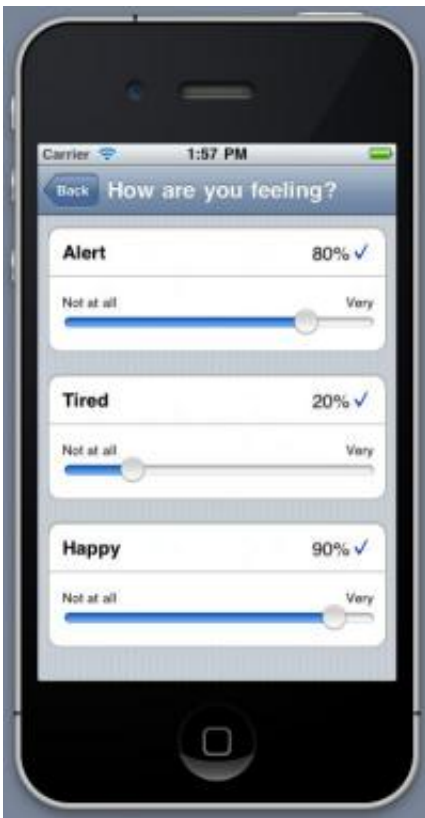 Carrier 1:57 PM
Back How are you feeling?
Alert 80% ✓
Not at all Very
Tired 20% ✓
Not at all Very
Happy 90% ✓
Not at all Very